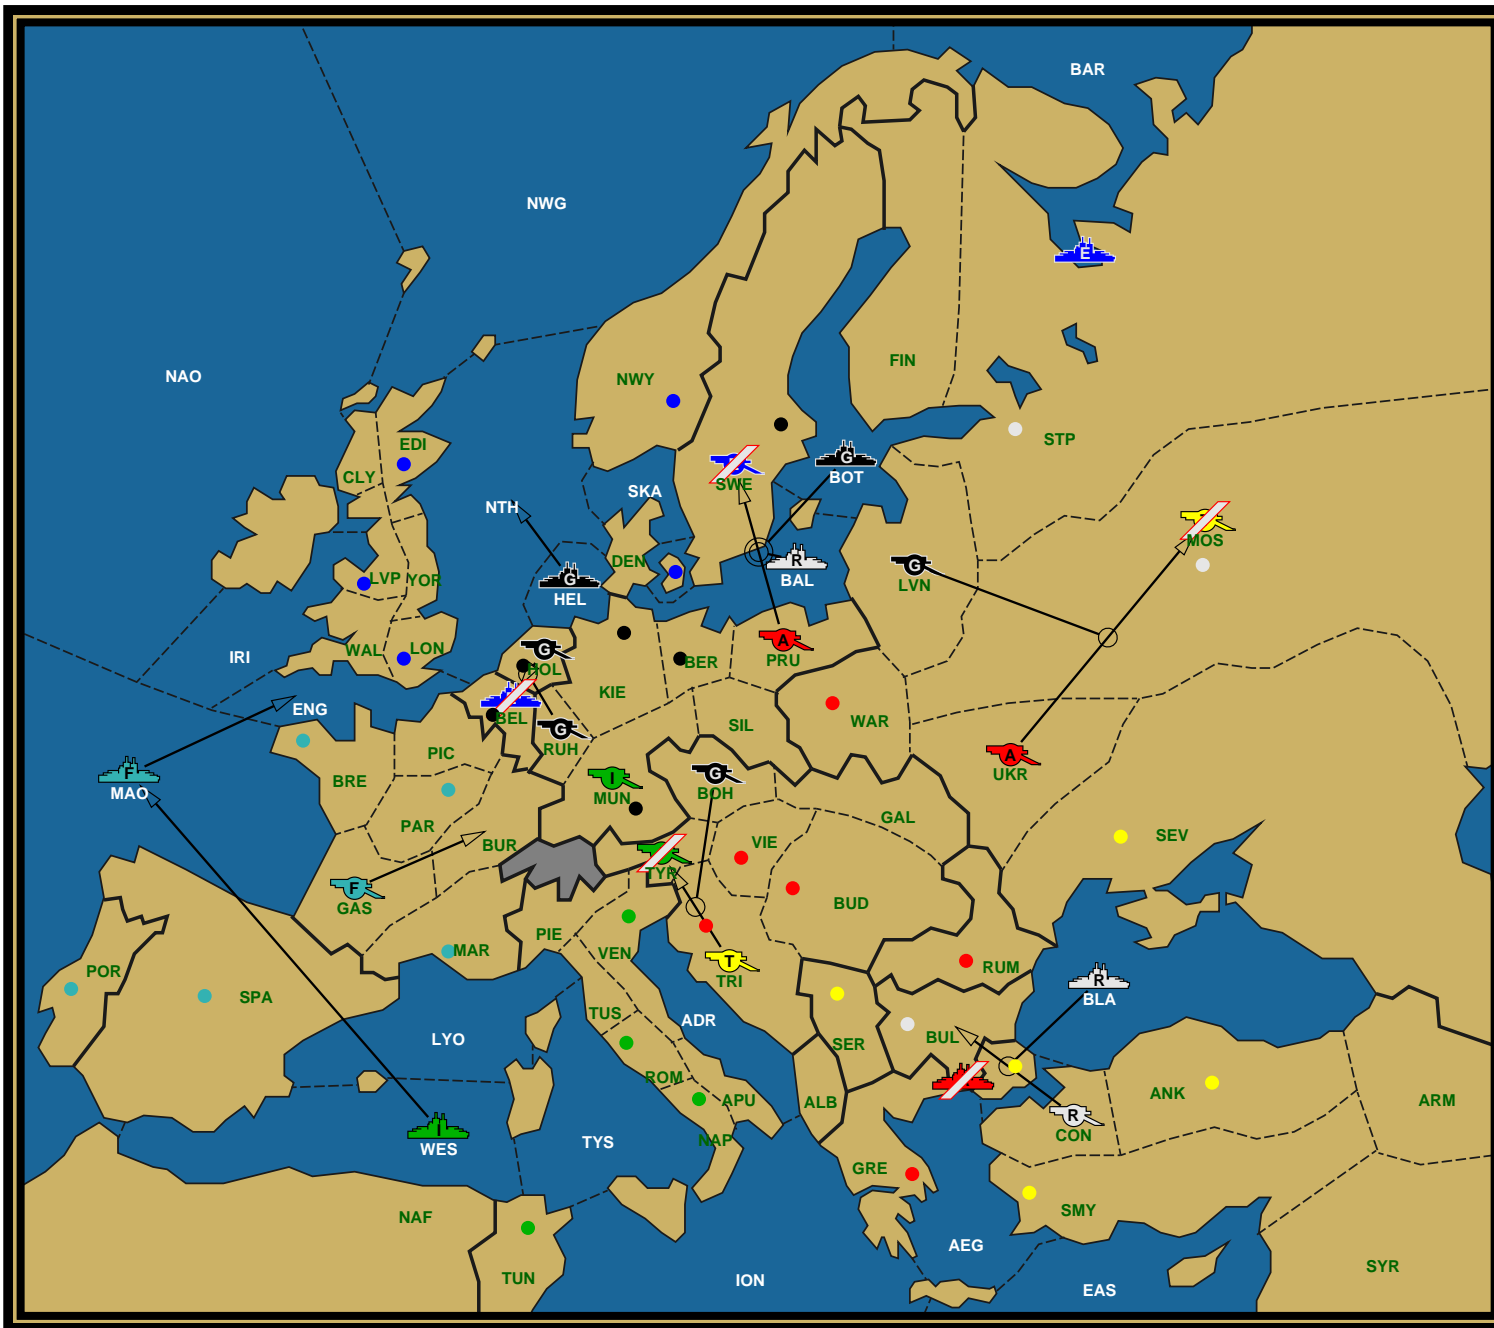 BAR
NWG
NAO
E
FIN
NWY
STP
EDI
CLY
SWE
G
BOT
SKA
NTH
MOS
DEN
R
BAL
G
LVN
G
HEL
LVP
YOR
IRI
WAL
LON
G
HOL
BER
A
PRU
KIE
ENG
BEL
G
RUH
SIL
WAR
PIC
A
UKR
F
MAO
BRE
I
MUN
G
BOH
PAR
BUR
VIE
GAL
SEV
TYR
F
GAS
BUD
MAR
PIE
VEN
T
TRI
RUM
POR
SPA
R
BLA
TUS
ADR
LYO
SER
BUL
ROM
APU
ALB
ANK
ARM
I
WES
TYS
NAP
R
CON
GRE
NAF
SMY
AEG
TUN
ION
EAS
SYR